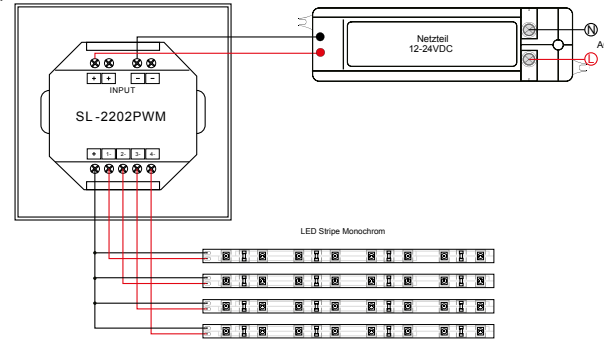 Netzteil
12-24VDC
N
L
+ + - -
INPUT
SL-2202PWM
+ 1- 2- 3- 4-
LED Stripe Monochrom